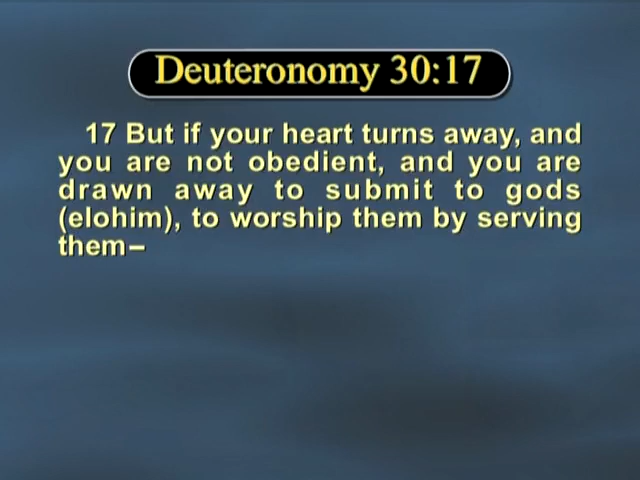 Deuteronomy 30:17
17 But if your heart turns away, and
you are not obedient, and you are
drawn away to submit to gods
(elohim), to worship them by serving
them–